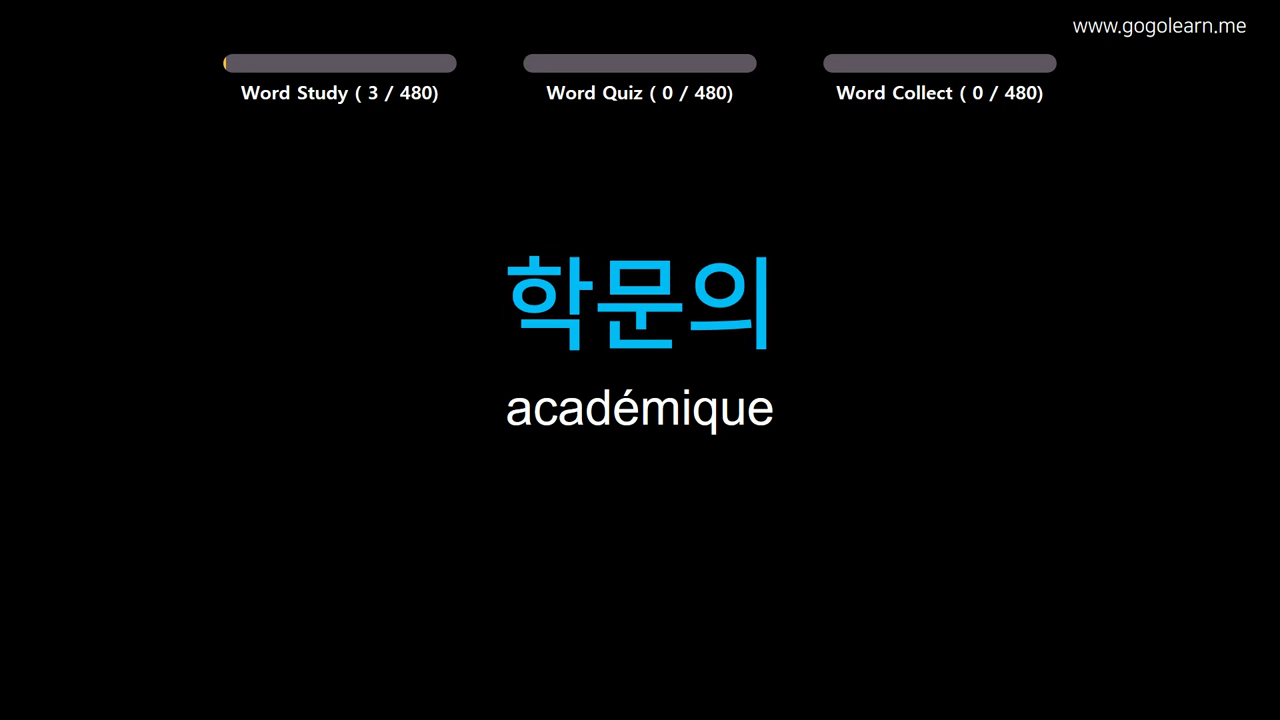 www.gogolearn.me
Word Study ( 3 / 480)
Word Quiz ( 0 / 480)
Word Collect ( 0 / 480)
학문의
académique